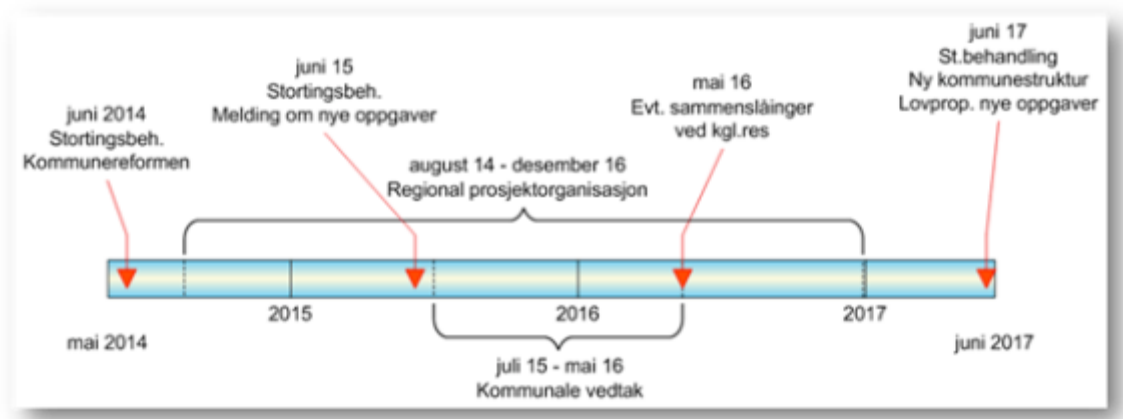 juni 2014
Stortingsbeh.
Kommunereformen
juni 15
Stortingsbeh.
Melding om nye oppgaver
august 14 - desember 16
Regional prosjektorganisasjon
mai 16
Evt. sammenslåinger
ved kgl.res
juni 17
St.behandling
Ny kommunestruktur
Lovprop. nye oppgaver
2015
2016
2017
mai 2014
juni 2017
juli 15 - mai 16
Kommunale vedtak